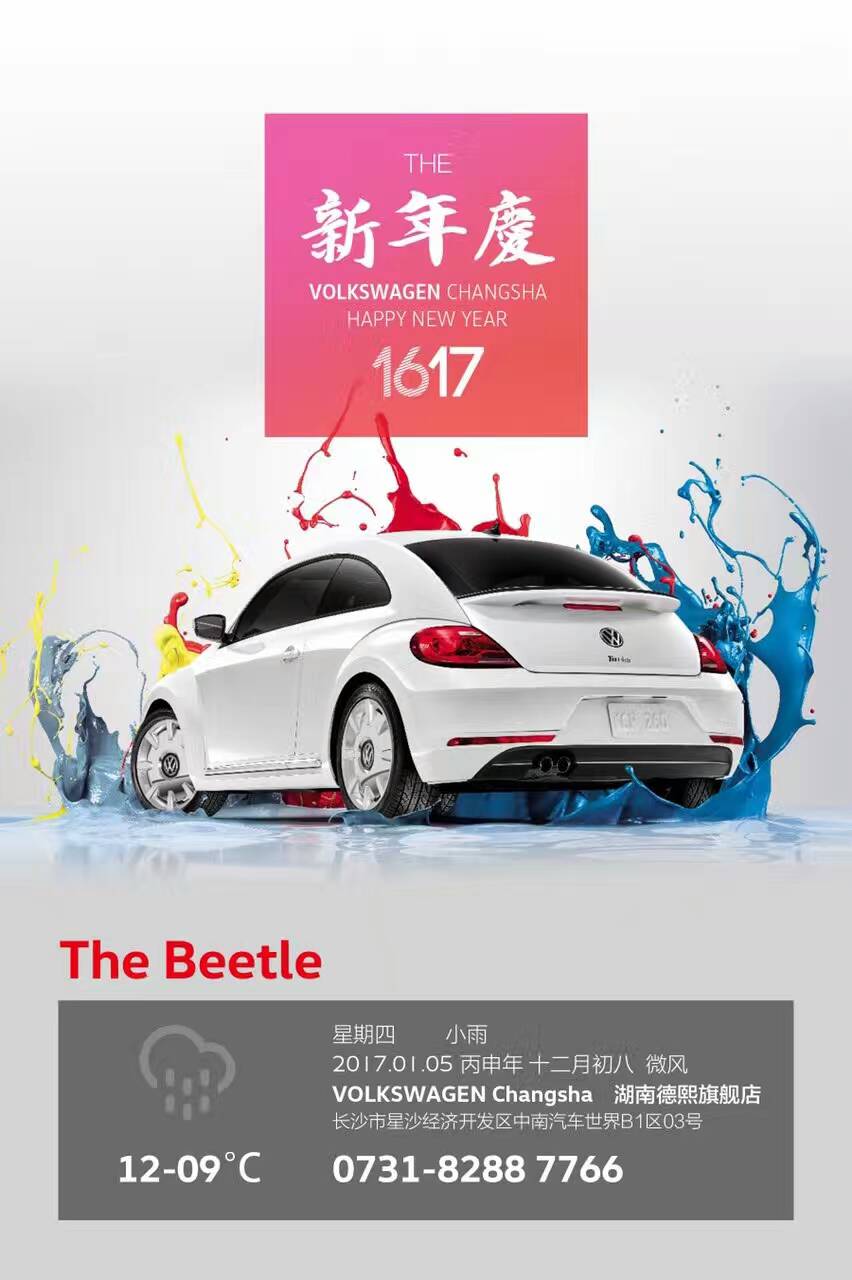 THE
新年慶
VOLKSWAGEN CHANGSHA
HAPPY NEW YEAR
1617
The Beetle
星期四 小雨
2017.01.05 丙申年 十二月初八 微风
VOLKSWAGEN Changsha 湖南德熙旗舰店
长沙市星沙经济开发区中南汽车世界B1区03号
12-09°C 0731-8288 7766